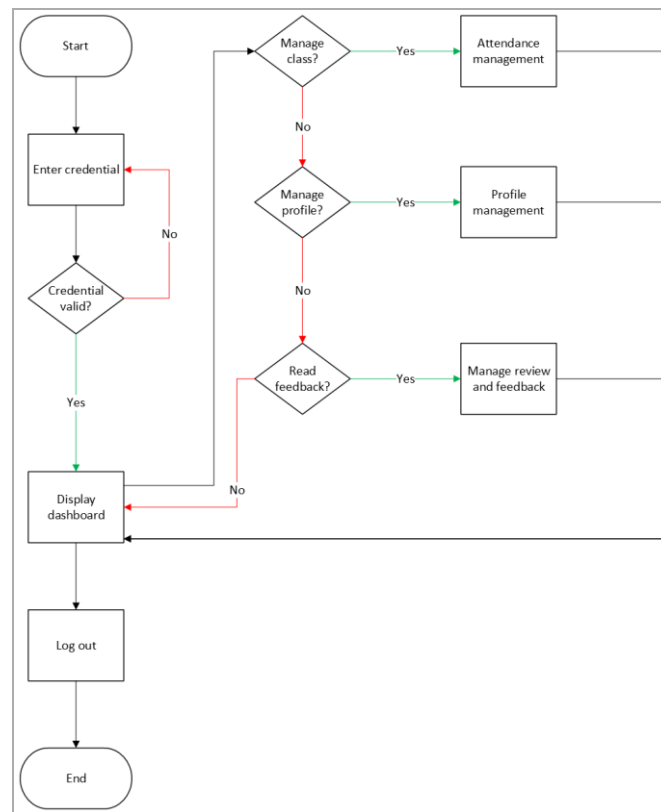 Start
Enter credential
No
Credential
valid?
Yes
Display
dashboard
Log out
End
Manage
class?
Yes
Attendance
management
No
Manage
profile?
Yes
Profile
management
No
Read
feedback?
Yes
Manage review
and feedback
No